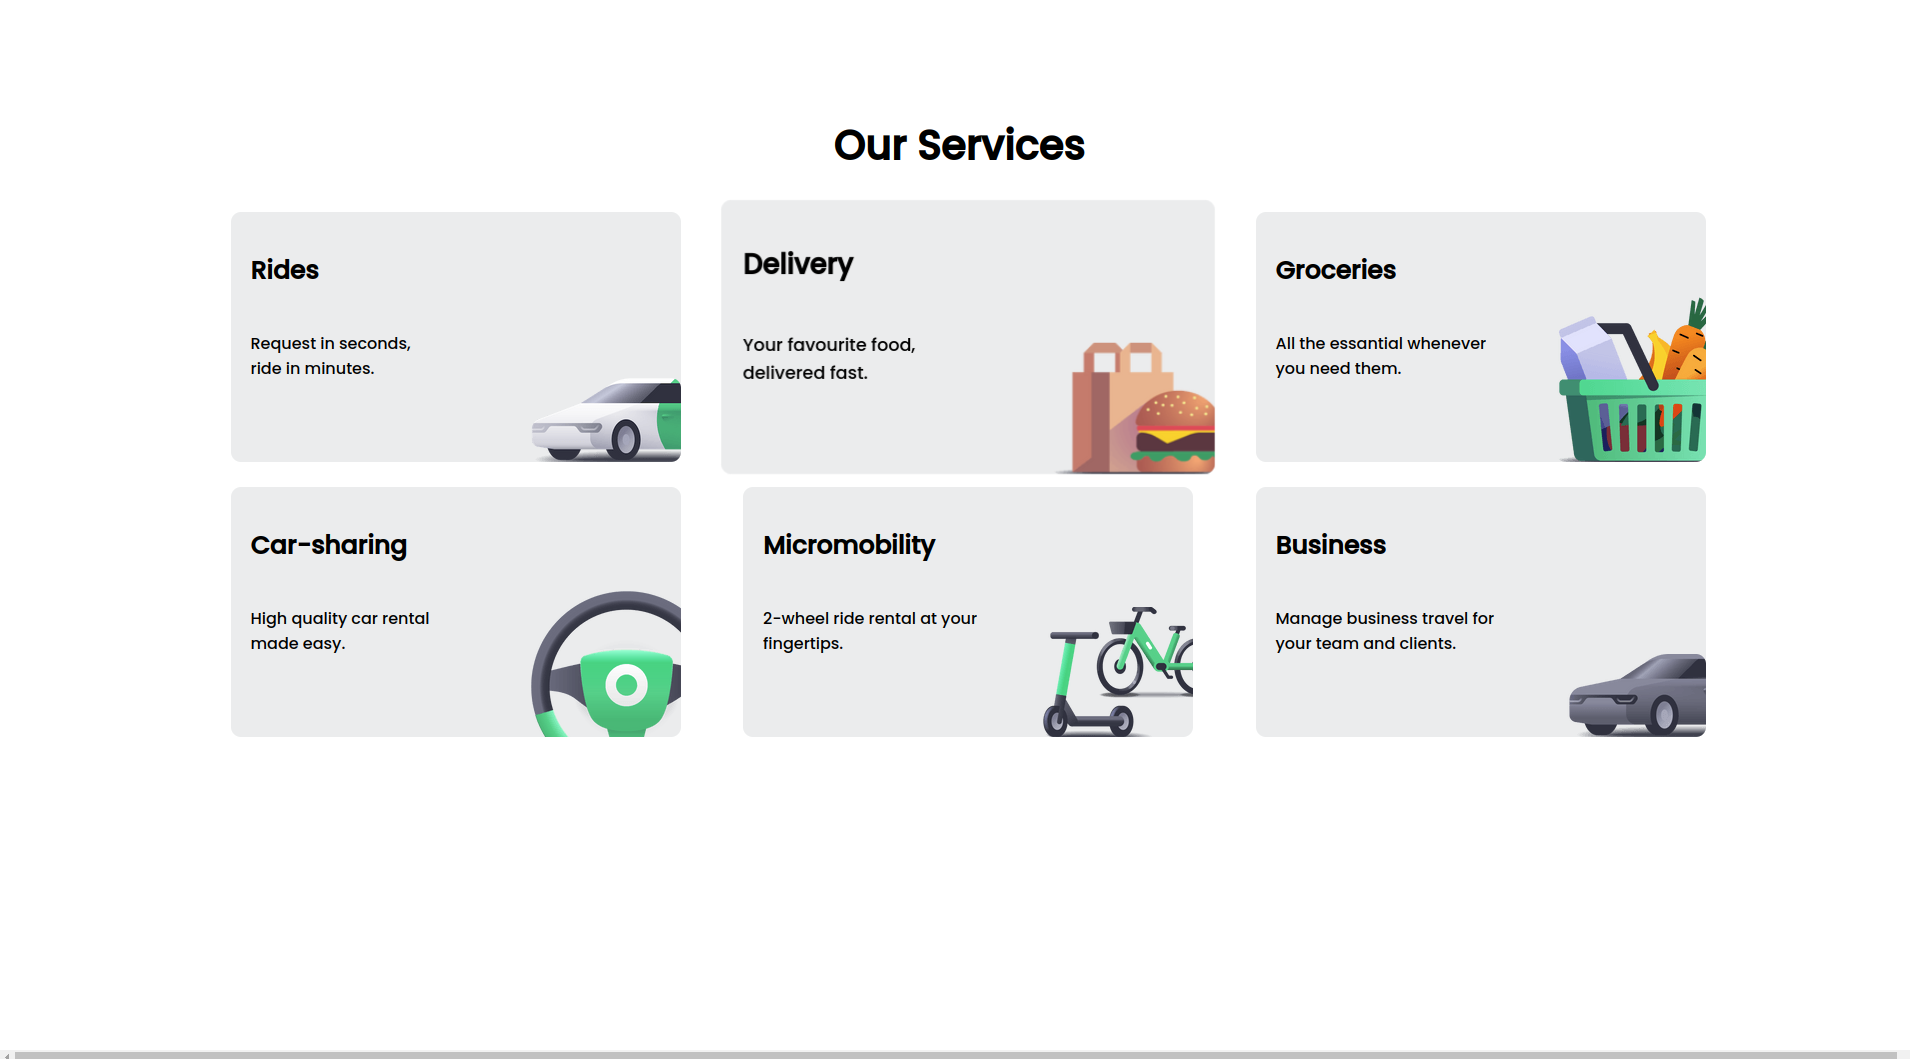 Our Services
Rides
Request in seconds,
ride in minutes.
Delivery
Your favourite food,
delivered fast.
Groceries
All the essantial whenever
you need them.
Car-sharing
High quality car rental
made easy.
Micromobility
2-wheel ride rental at your
fingertips.
Business
Manage business travel for
your team and clients.